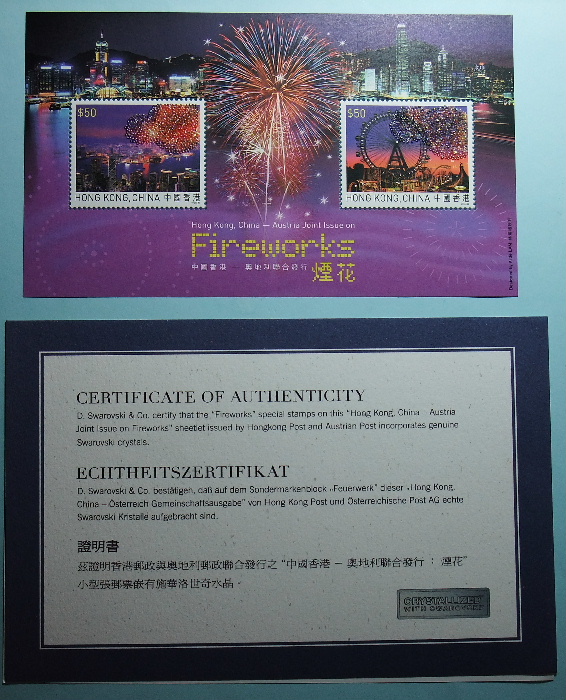 $50
$50
HONG KONG, CHINA 中國香港
HONG KONG, CHINA 中國香港
Hong Kong, China – Austria Joint Issue on
Fireworks
中國香港 — 奧地利聯合發行 煙花
CERTIFICATE OF AUTHENTICITY
D. Swarovski & Co. certify that the "Fireworks" special stamps on this "Hong Kong, China – Austria
Joint Issue on Fireworks" sheetlet issued by Hongkong Post and Austrian Post incorporates genuine
Swarovski crystals.
ECHTHEITSZERTIFIKAT
D. Swarovski & Co. bestätigen, daß auf dem Sondermarkenblock „Feuerwerk" dieser „Hong Kong,
China – Österreich Gemeinschaftsausgabe" von Hong Kong Post und Österreichische Post AG echte
Swarovski Kristalle aufgebracht sind.
證明書
茲證明香港郵政與奧地利郵政聯合發行之 "中國香港 – 奧地利聯合發行 : 煙花"
小型張郵票嵌有施華洛世奇水晶。
CRYSTALLIZED
WITH SWAROVSKI